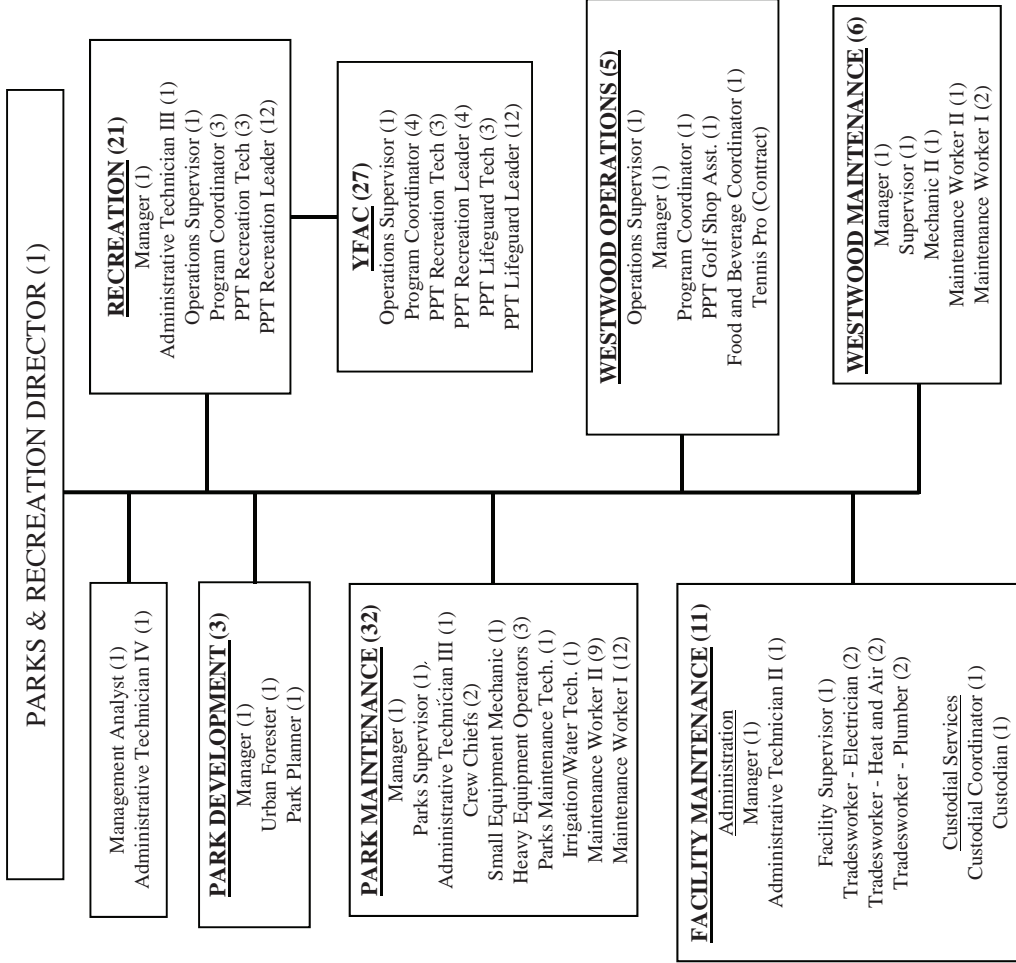 PARKS & RECREATION DIRECTOR (1)
Management Analyst (1)
Administrative Technician IV (1)
PARK DEVELOPMENT (3)
Manager (1)
Urban Forester (1)
Park Planner (1)
PARK MAINTENANCE (32)
Manager (1)
Parks Supervisor (1).
Administrative Technician III (1)
Crew Chiefs (2)
Small Equipment Mechanic (1)
Heavy Equipment Operators (3)
Parks Maintenance Tech. (1)
Irrigation/Water Tech. (1)
Maintenance Worker II (9)
Maintenance Worker I (12)
FACILITY MAINTENANCE (11)
Administration
Manager (1)
Administrative Technician II (1)
Facility Supervisor (1)
Tradesworker - Electrician (2)
Tradesworker - Heat and Air (2)
Tradesworker - Plumber (2)
Custodial Services
Custodial Coordinator (1)
Custodian (1)
RECREATION (21)
Manager (1)
Administrative Technician III (1)
Operations Supervisor (1)
Program Coordinator (3)
PPT Recreation Tech (3)
PPT Recreation Leader (12)
YFAC (27)
Operations Supervisor (1)
Program Coordinator (4)
PPT Recreation Tech (3)
PPT Recreation Leader (4)
PPT Lifeguard Tech (3)
PPT Lifeguard Leader (12)
WESTWOOD OPERATIONS (5)
Operations Supervisor (1)
Manager (1)
Program Coordinator (1)
PPT Golf Shop Asst. (1)
Food and Beverage Coordinator (1)
Tennis Pro (Contract)
WESTWOOD MAINTENANCE (6)
Manager (1)
Supervisor (1)
Mechanic II (1)
Maintenance Worker II (1)
Maintenance Worker I (2)